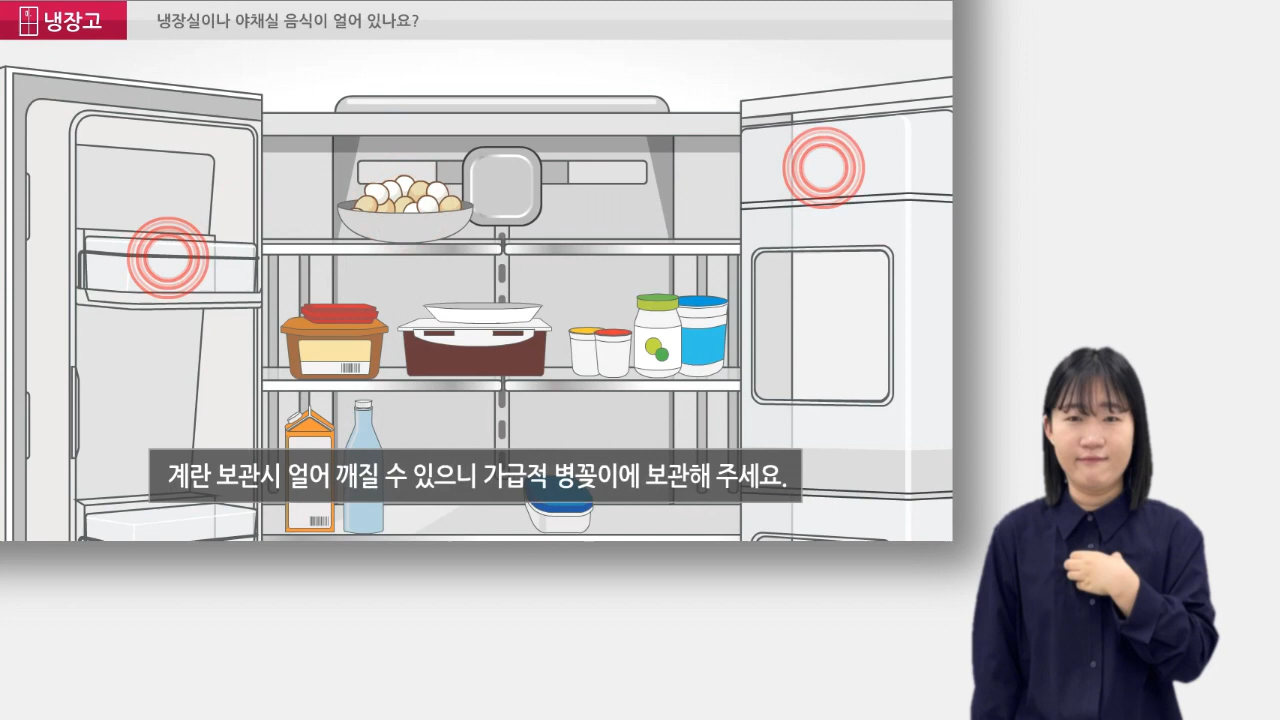 냉장고
냉장실이나 야채실 음식이 얼어 있나요?
계란 보관시 얼어 깨질 수 있으니 가급적 병꽂이에 보관해 주세요.